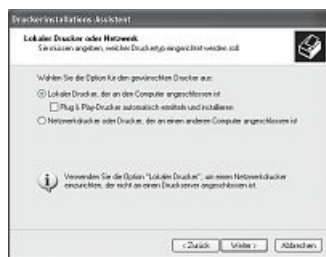 Druckerinstallations-Assistent
Lokaler Drucker oder Netzwerk
Sie müssen angeben, welcher Druckertyp eingerichtet werden soll.
Wählen Sie die Option für den gewünschten Drucker aus:
Lokaler Drucker, der an den Computer angeschlossen ist
Plug & Play-Drucker automatisch ermitteln und installieren
Netzwerkdrucker oder Drucker, der an einen anderen Computer angeschlossen ist
Verwenden Sie die Option "Lokaler Drucker", um einen Netzwerkdrucker
einzurichten, der nicht an einen Druckserver angeschlossen ist.
< Zurück
Weiter >
Abbrechen